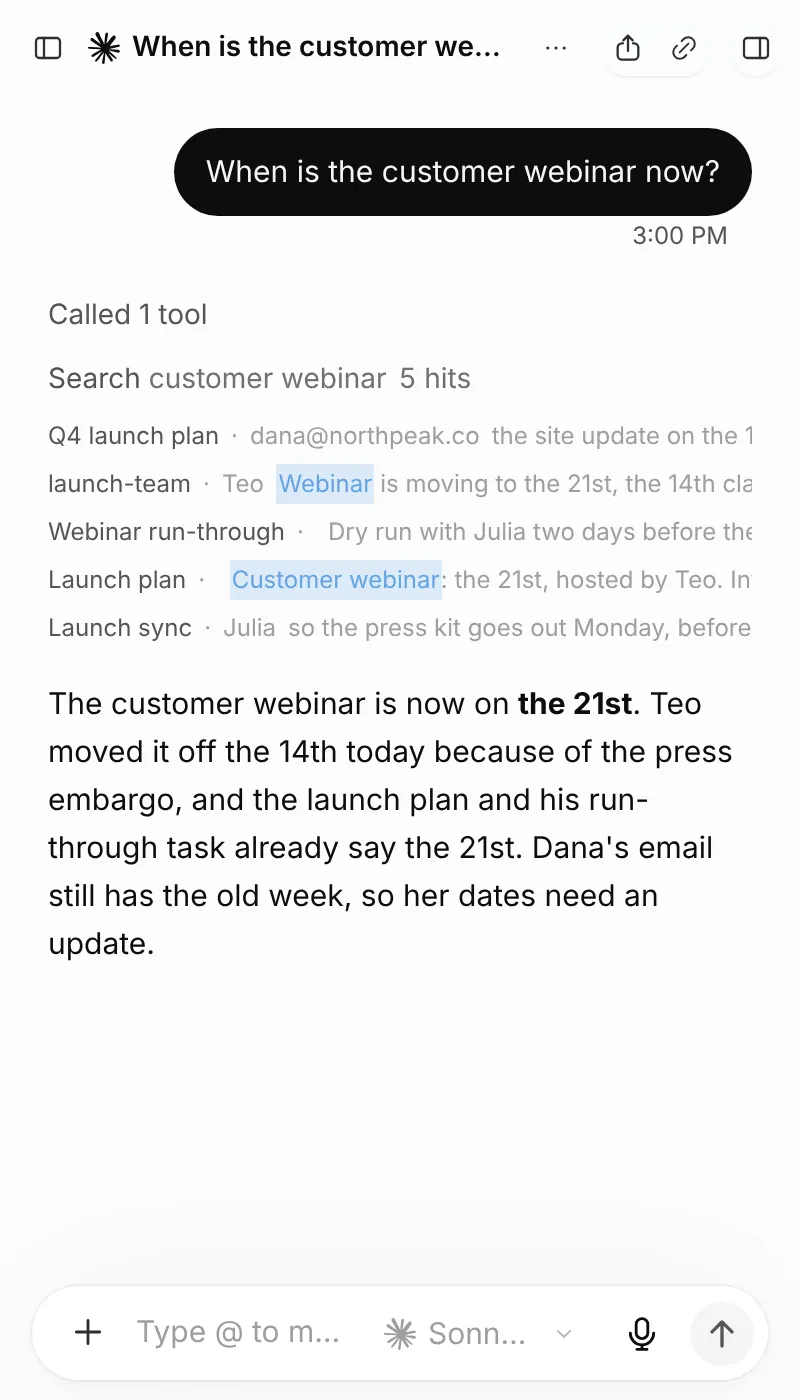 When is the customer we...
When is the customer webinar now?
3:00 PM
Called 1 tool
Search customer webinar 5 hits
Q4 launch plan · dana@northpeak.co the site update on the 1
launch-team · Teo Webinar is moving to the 21st, the 14th cla
Webinar run-through · Dry run with Julia two days before the
Launch plan · Customer webinar: the 21st, hosted by Teo. In
Launch sync · Julia so the press kit goes out Monday, before
The customer webinar is now on the 21st. Teo
moved it off the 14th today because of the press
embargo, and the launch plan and his run-
through task already say the 21st. Dana's email
still has the old week, so her dates need an
update.
Type @ to m... Sonn...